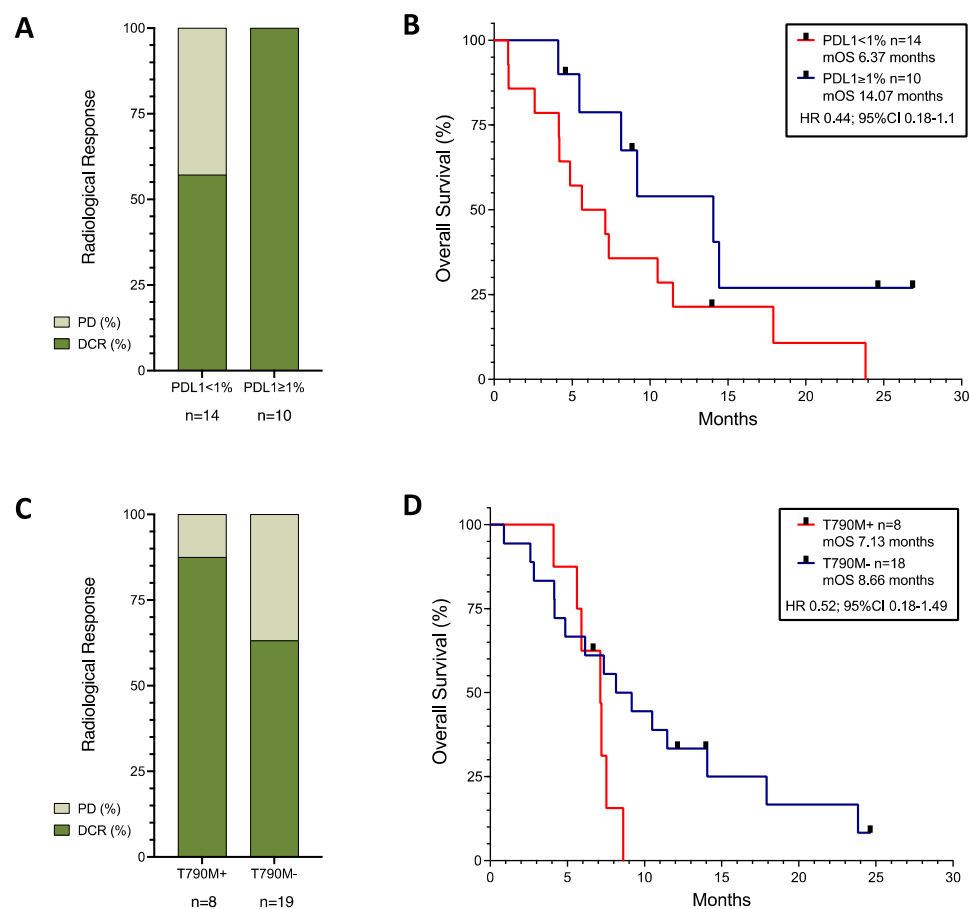 A
100
75
50
25
0
Radiological Response
PD (%)
DCR (%)
PDL1<1%
PDL1≥1%
n=14
n=10
B
100
75
50
25
0
Overall Survival (%)
0
5
10
15
20
25
30
Months
PDL1<1% n=14
mOS 6.37 months
PDL1≥1% n=10
mOS 14.07 months
HR 0.44; 95%CI 0.18-1.1
C
100
75
50
25
0
Radiological Response
PD (%)
DCR (%)
T790M+
T790M-
n=8
n=19
D
100
75
50
25
0
Overall Survival (%)
0
5
10
15
20
25
30
Months
T790M+ n=8
mOS 7.13 months
T790M- n=18
mOS 8.66 months
HR 0.52; 95%CI 0.18-1.49